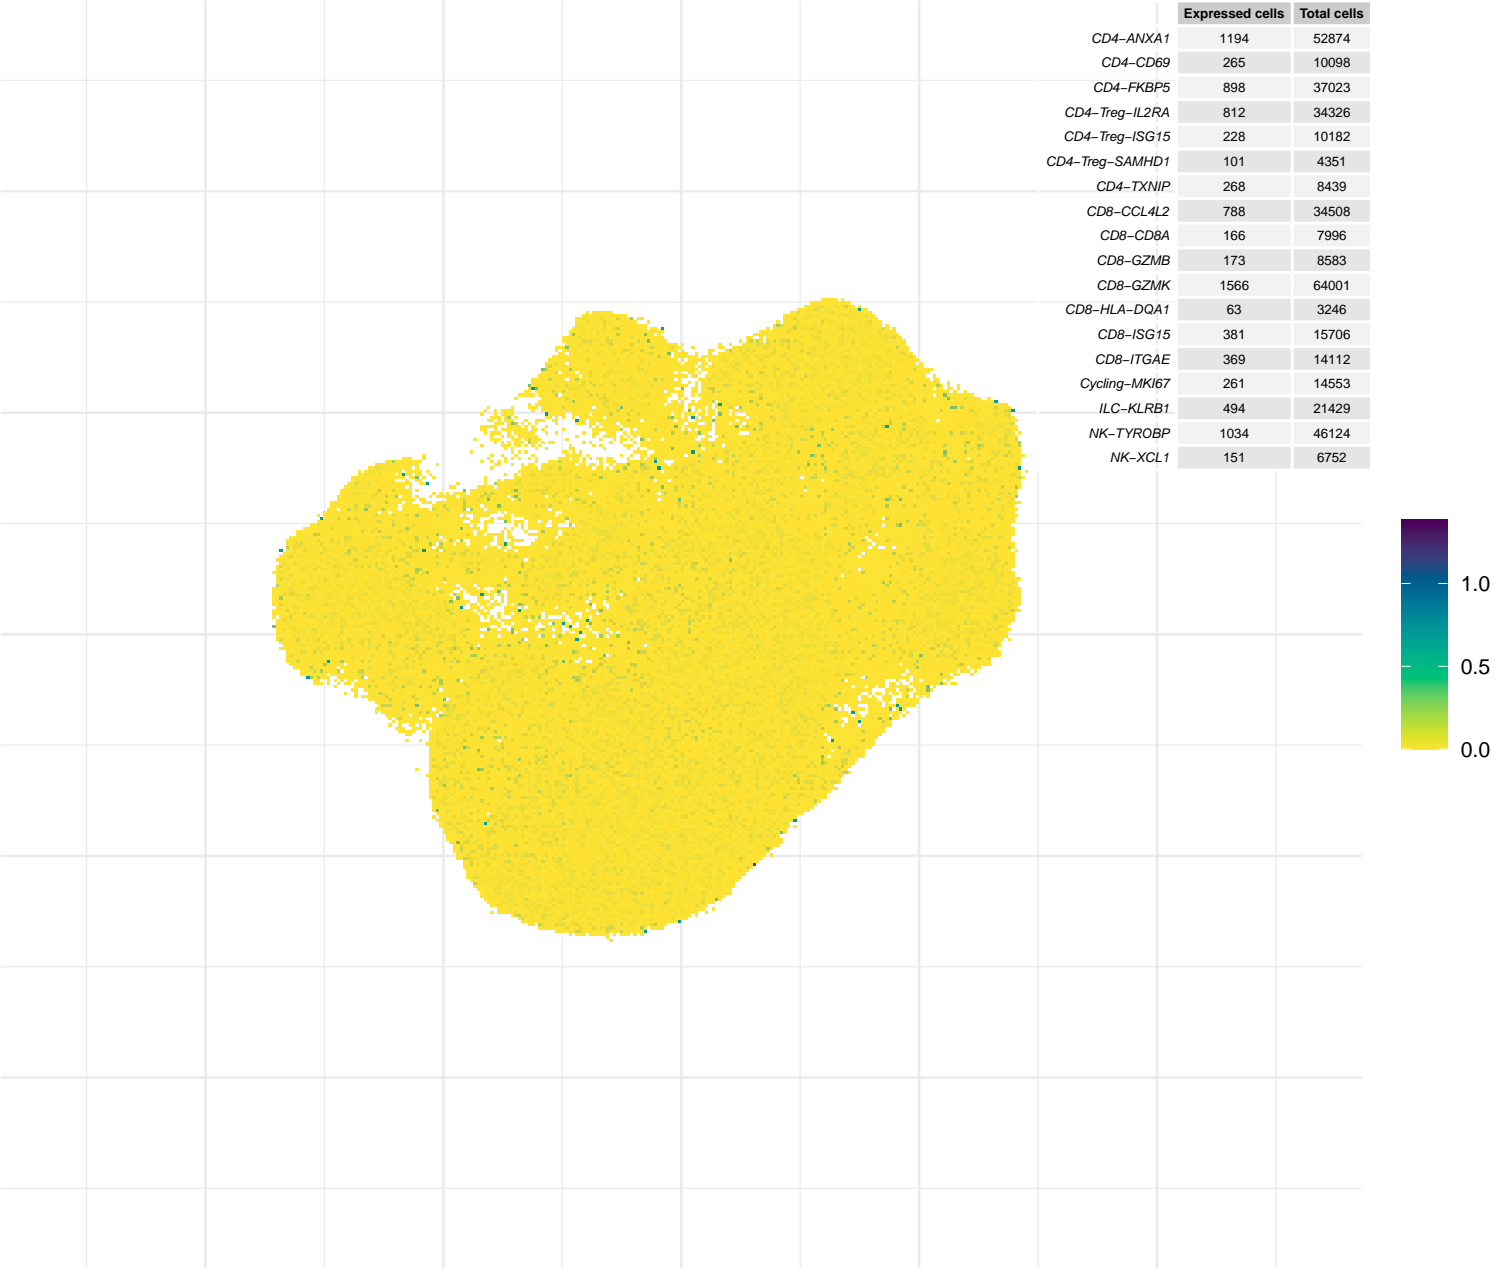 Expressed cells Total cells
CD4−ANXA1 1194 52874
CD4−CD69 265 10098
CD4−FKBP5 898 37023
CD4−Treg−IL2RA 812 34326
CD4−Treg−ISG15 228 10182
CD4−Treg−SAMHD1 101 4351
CD4−TXNIP 268 8439
CD8−CCL4L2 788 34508
CD8−CD8A 166 7996
CD8−GZMB 173 8583
CD8−GZMK 1566 64001
CD8−HLA−DQA1 63 3246
CD8−ISG15 381 15706
CD8−ITGAE 369 14112
Cycling−MKI67 261 14553
ILC−KLRB1 494 21429
NK−TYROBP 1034 46124
NK−XCL1 151 6752
1.0
0.5
0.0